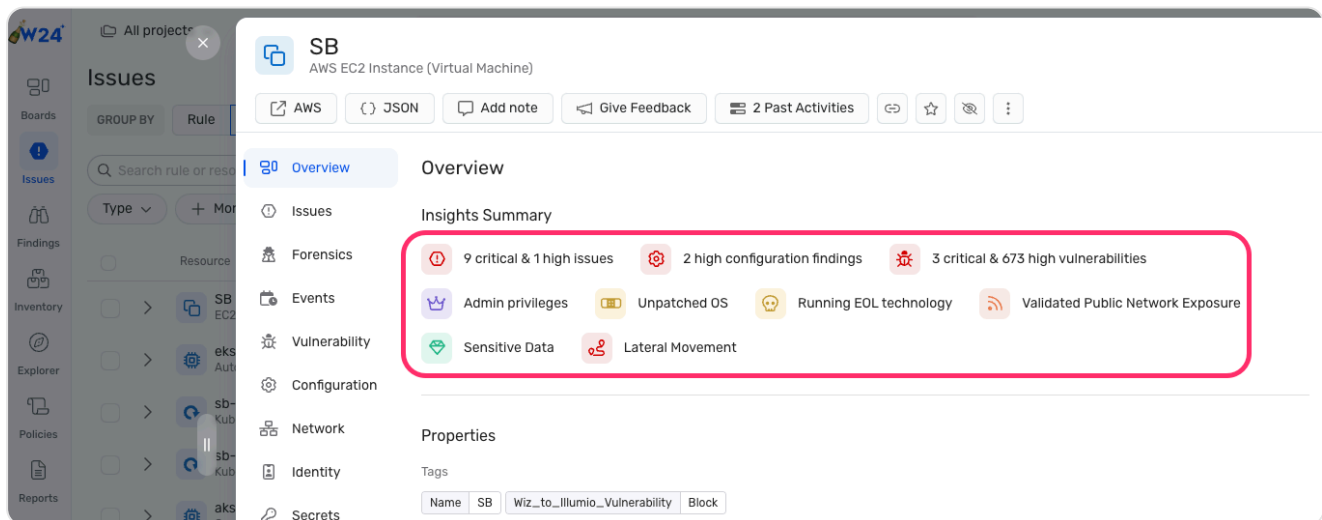 W24
All projects
Issues
GROUP BY
Rule
Search rule or reso
Type
+ Mor
Resource
SB
EC2
eks
Auto
sb-
Kub
sb-
Kub
aks
Boards
Issues
Findings
Inventory
Explorer
Policies
Reports
SB
AWS EC2 Instance (Virtual Machine)
AWS
{} JSON
Add note
Give Feedback
2 Past Activities
Overview
Issues
Forensics
Events
Vulnerability
Configuration
Network
Identity
Secrets
Overview
Insights Summary
9 critical & 1 high issues
2 high configuration findings
3 critical & 673 high vulnerabilities
Admin privileges
Unpatched OS
Running EOL technology
Validated Public Network Exposure
Sensitive Data
Lateral Movement
Properties
Tags
Name SB
Wiz_to_Illumio_Vulnerability Block